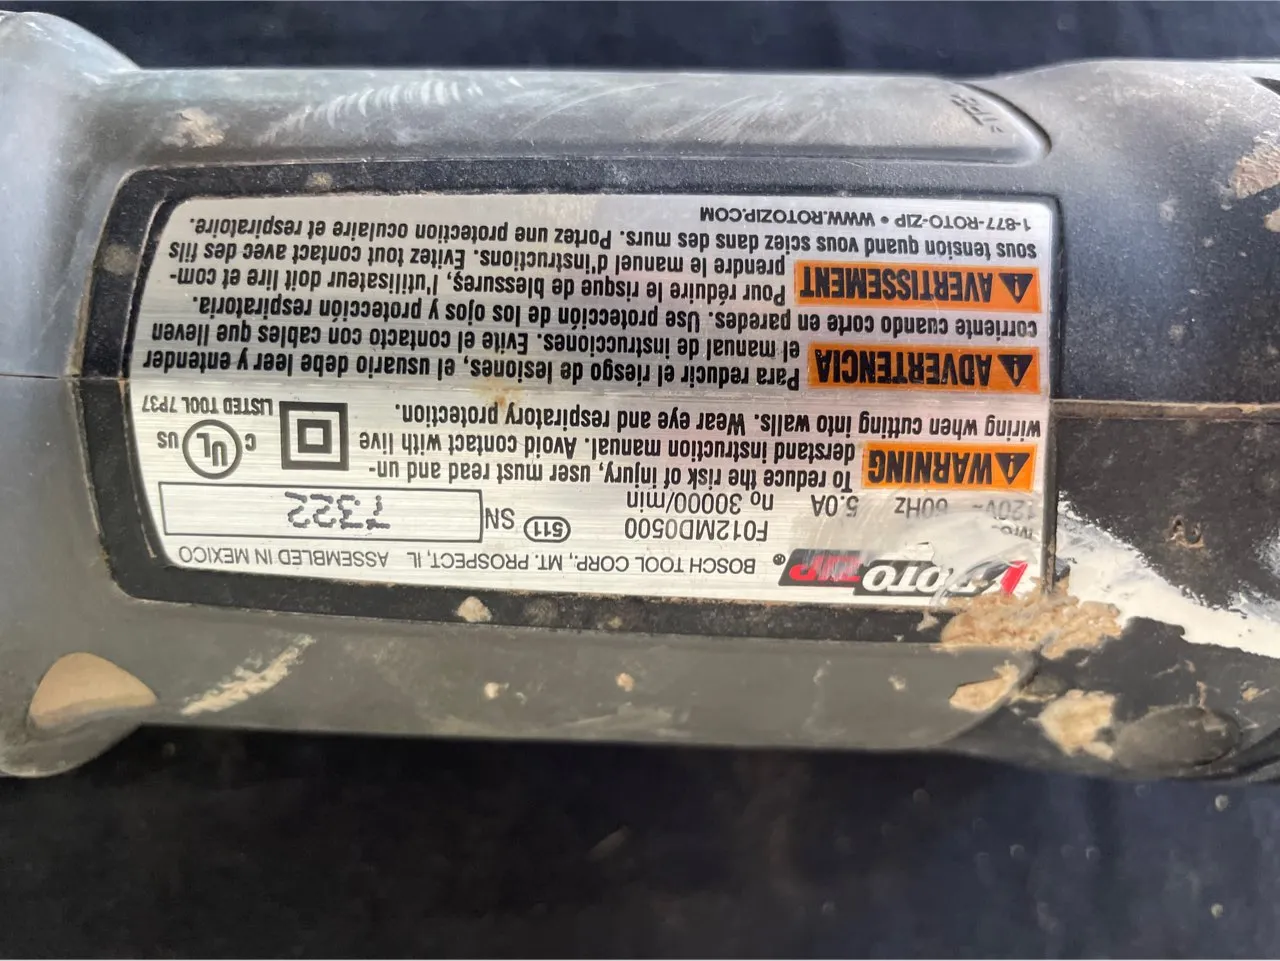 ROTOZIP® BOSCH TOOL CORP., MT. PROSPECT, IL ASSEMBLED IN MEXICO
F012MD0500 511 SN
120V~ 60Hz 5.0A n₀ 30000/min
322
⚠ WARNING To reduce the risk of injury, user must read and un-
derstand instruction manual. Avoid contact with live
wiring when cutting into walls. Wear eye and respiratory protection.
C UL US
LISTED TOOL 7P37
⚠ ADVERTENCIA Para reducir el riesgo de lesiones, el usuario debe leer y entender
el manual de instrucciones. Evite el contacto con cables que lleven
corriente cuando corte en paredes. Use protección de los ojos y protección respiratoria.
⚠ AVERTISSEMENT Pour réduire le risque de blessures, l'utilisateur doit lire et com-
prendre le manuel d'instructions. Evitez tout contact avec des fils
sous tension quand vous sciez dans des murs. Portez une protection oculaire et respiratoire.
1-877-ROTO-ZIP • WWW.ROTOZIP.COM